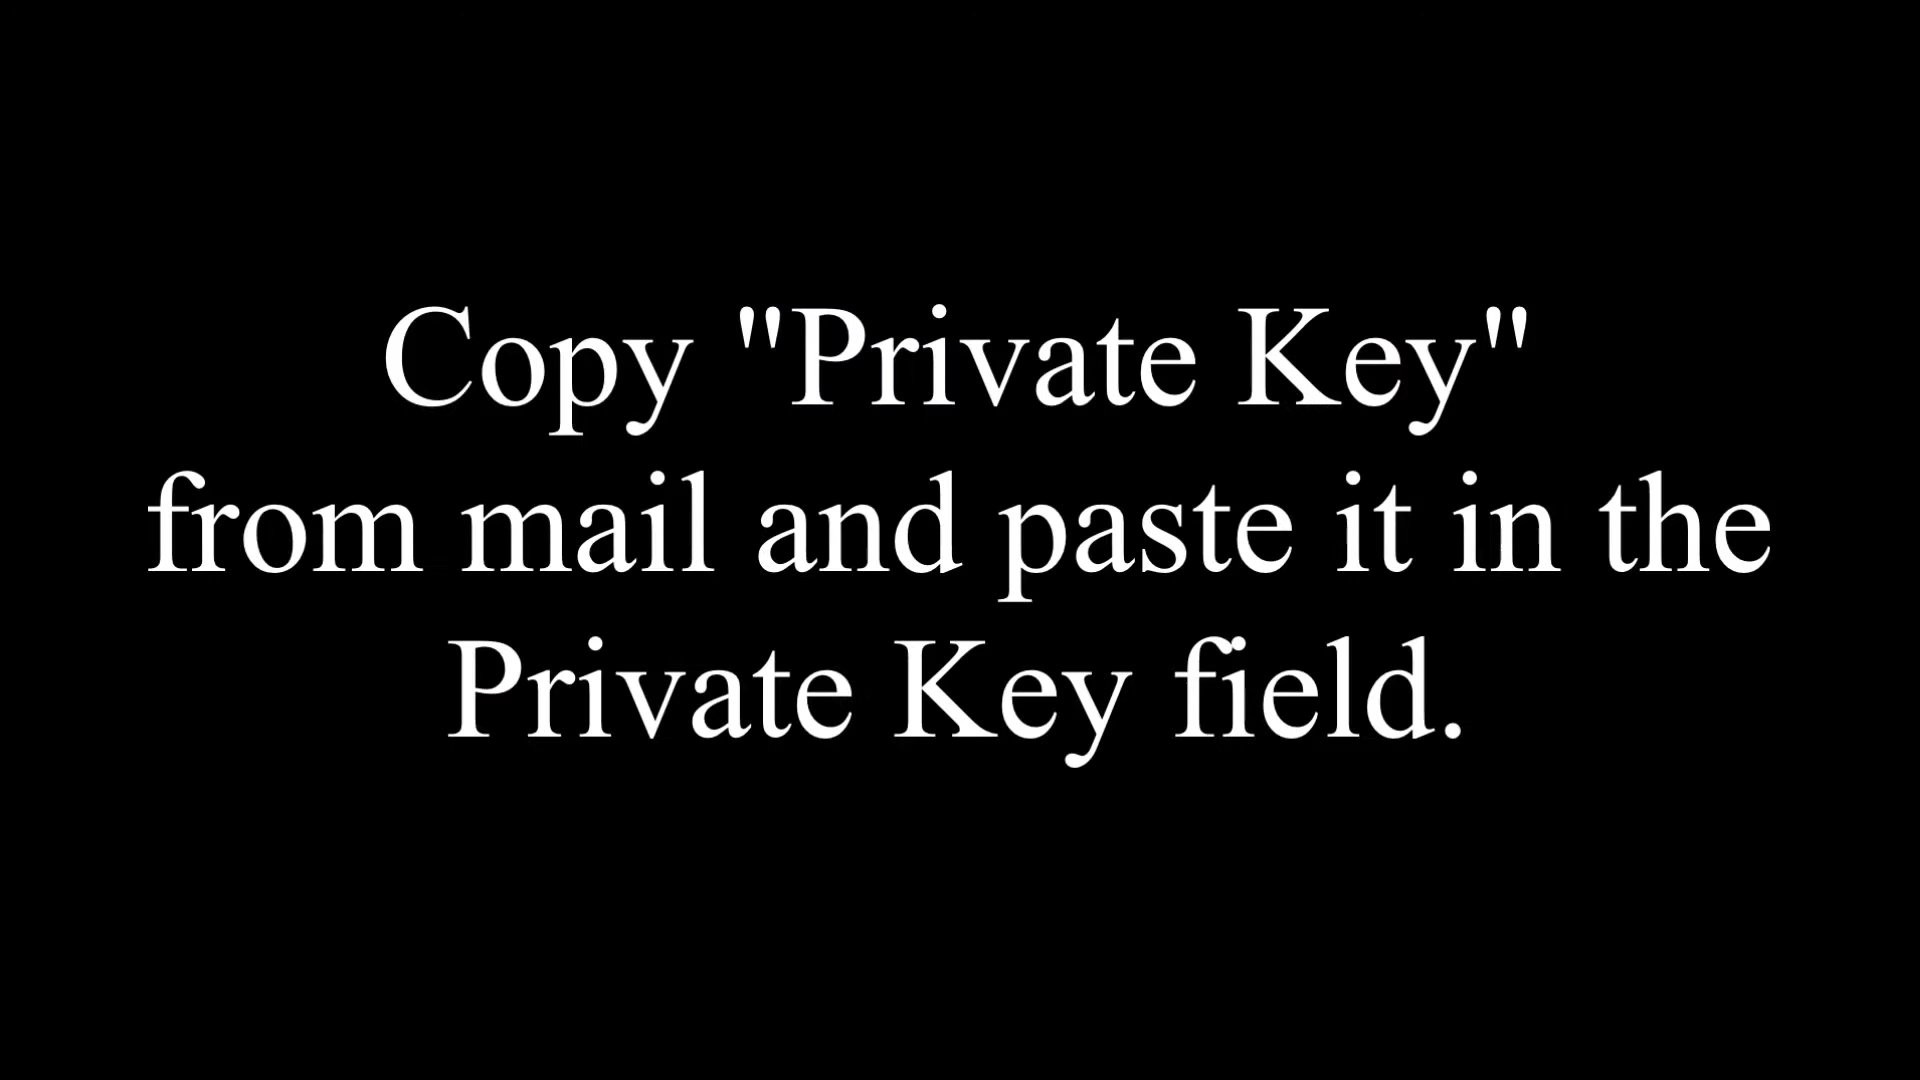 Copy "Private Key"
from mail and paste it in the
Private Key field.